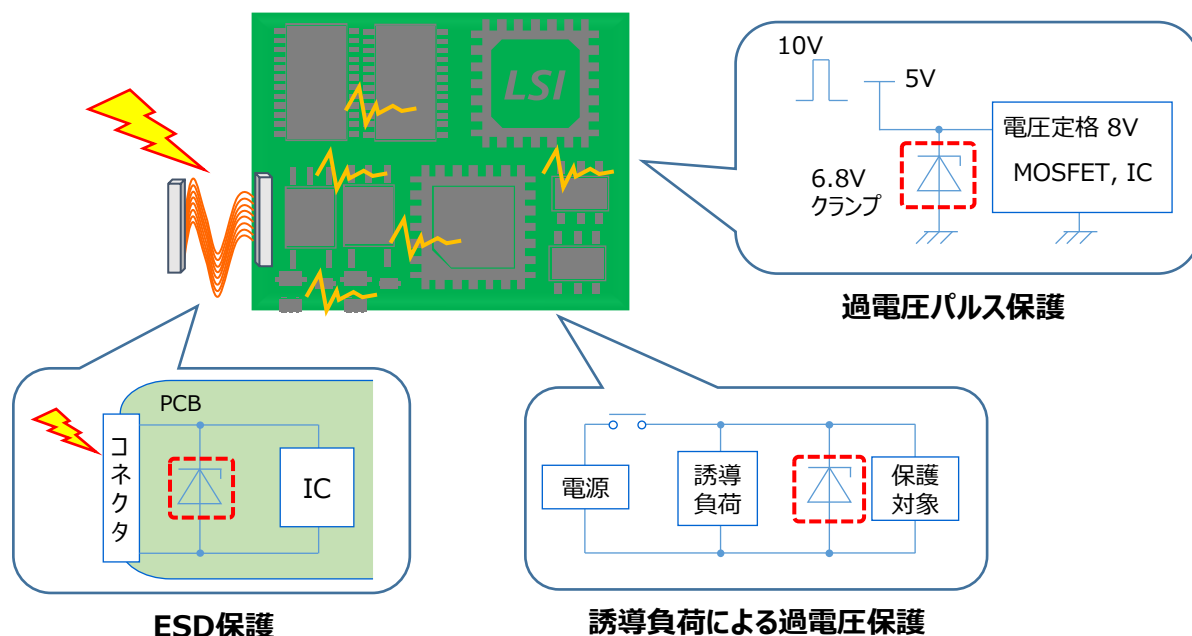 LSI
10V
5V
電圧定格 8V
MOSFET, IC
6.8V
クランプ
過電圧パルス保護
PCB
コネクタ
IC
ESD保護
電源
誘導
負荷
保護
対象
誘導負荷による過電圧保護